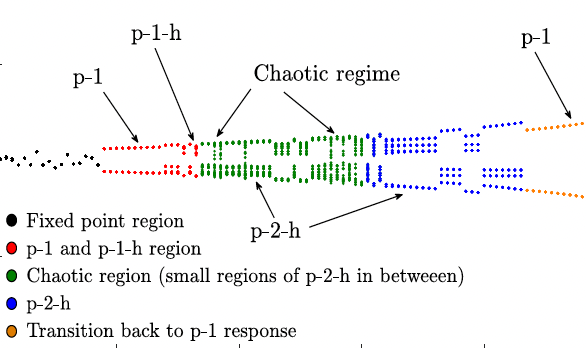 p-1-h
p-1
p-1
Chaotic regime
p-2-h
Fixed point region
p-1 and p-1-h region
Chaotic region (small regions of p-2-h in betweeen)
p-2-h
Transition back to p-1 response